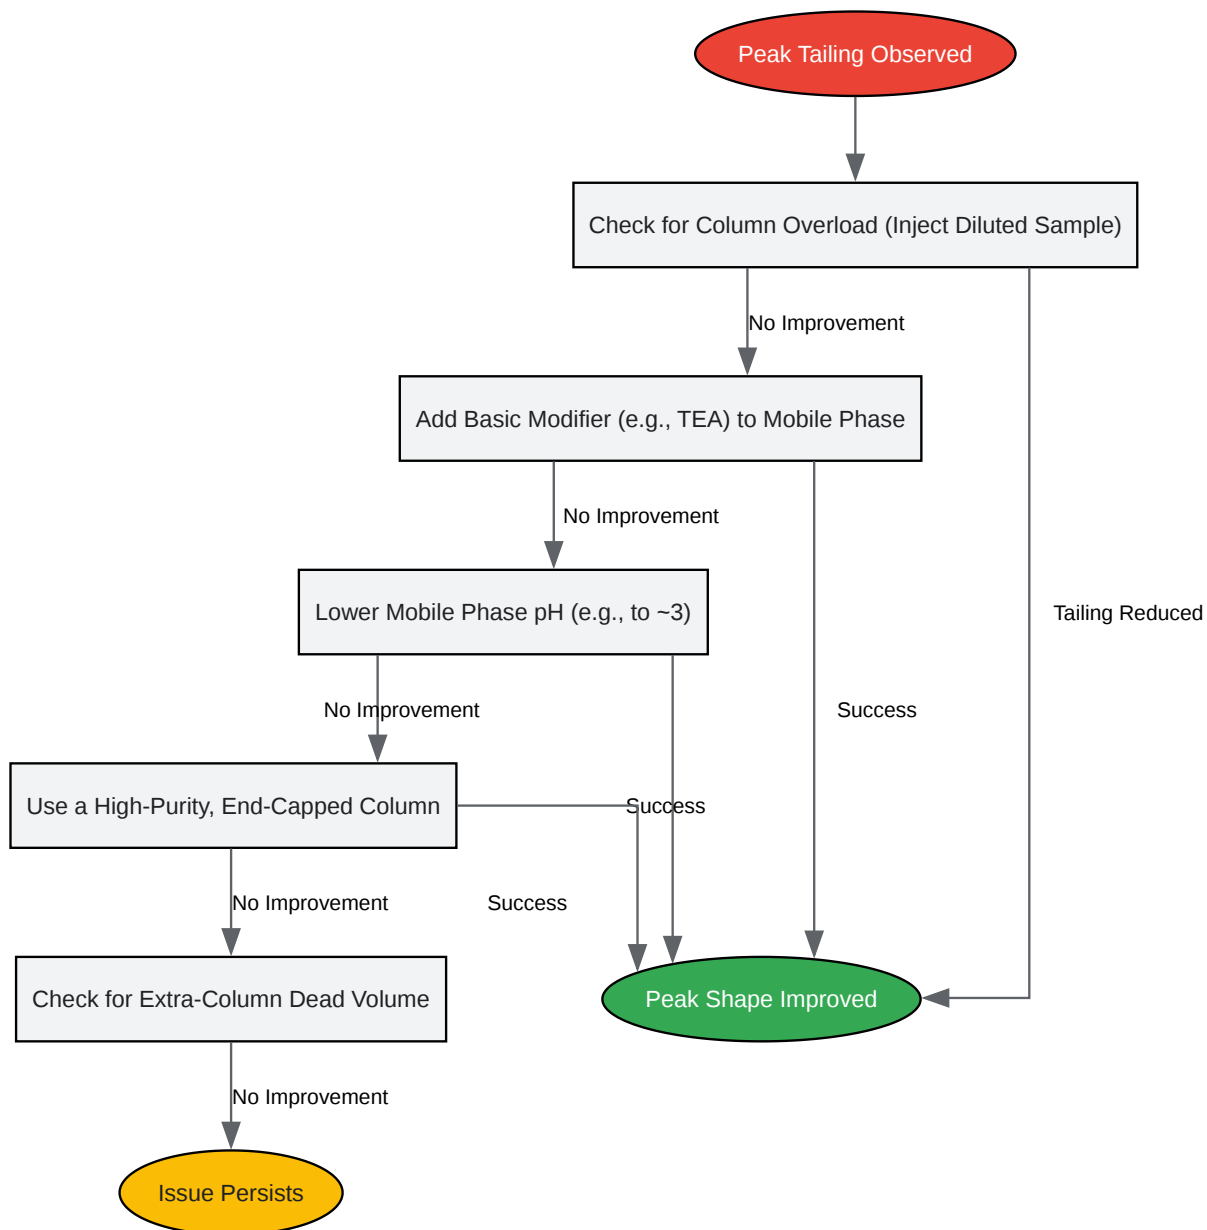 Peak Tailing Observed
Check for Column Overload (Inject Diluted Sample)
No Improvement
Add Basic Modifier (e.g., TEA) to Mobile Phase
No Improvement
Lower Mobile Phase pH (e.g., to ~3)
Tailing Reduced
No Improvement
Success
Use a High-Purity, End-Capped Column
Success
No Improvement
Success
Check for Extra-Column Dead Volume
Peak Shape Improved
No Improvement
Issue Persists